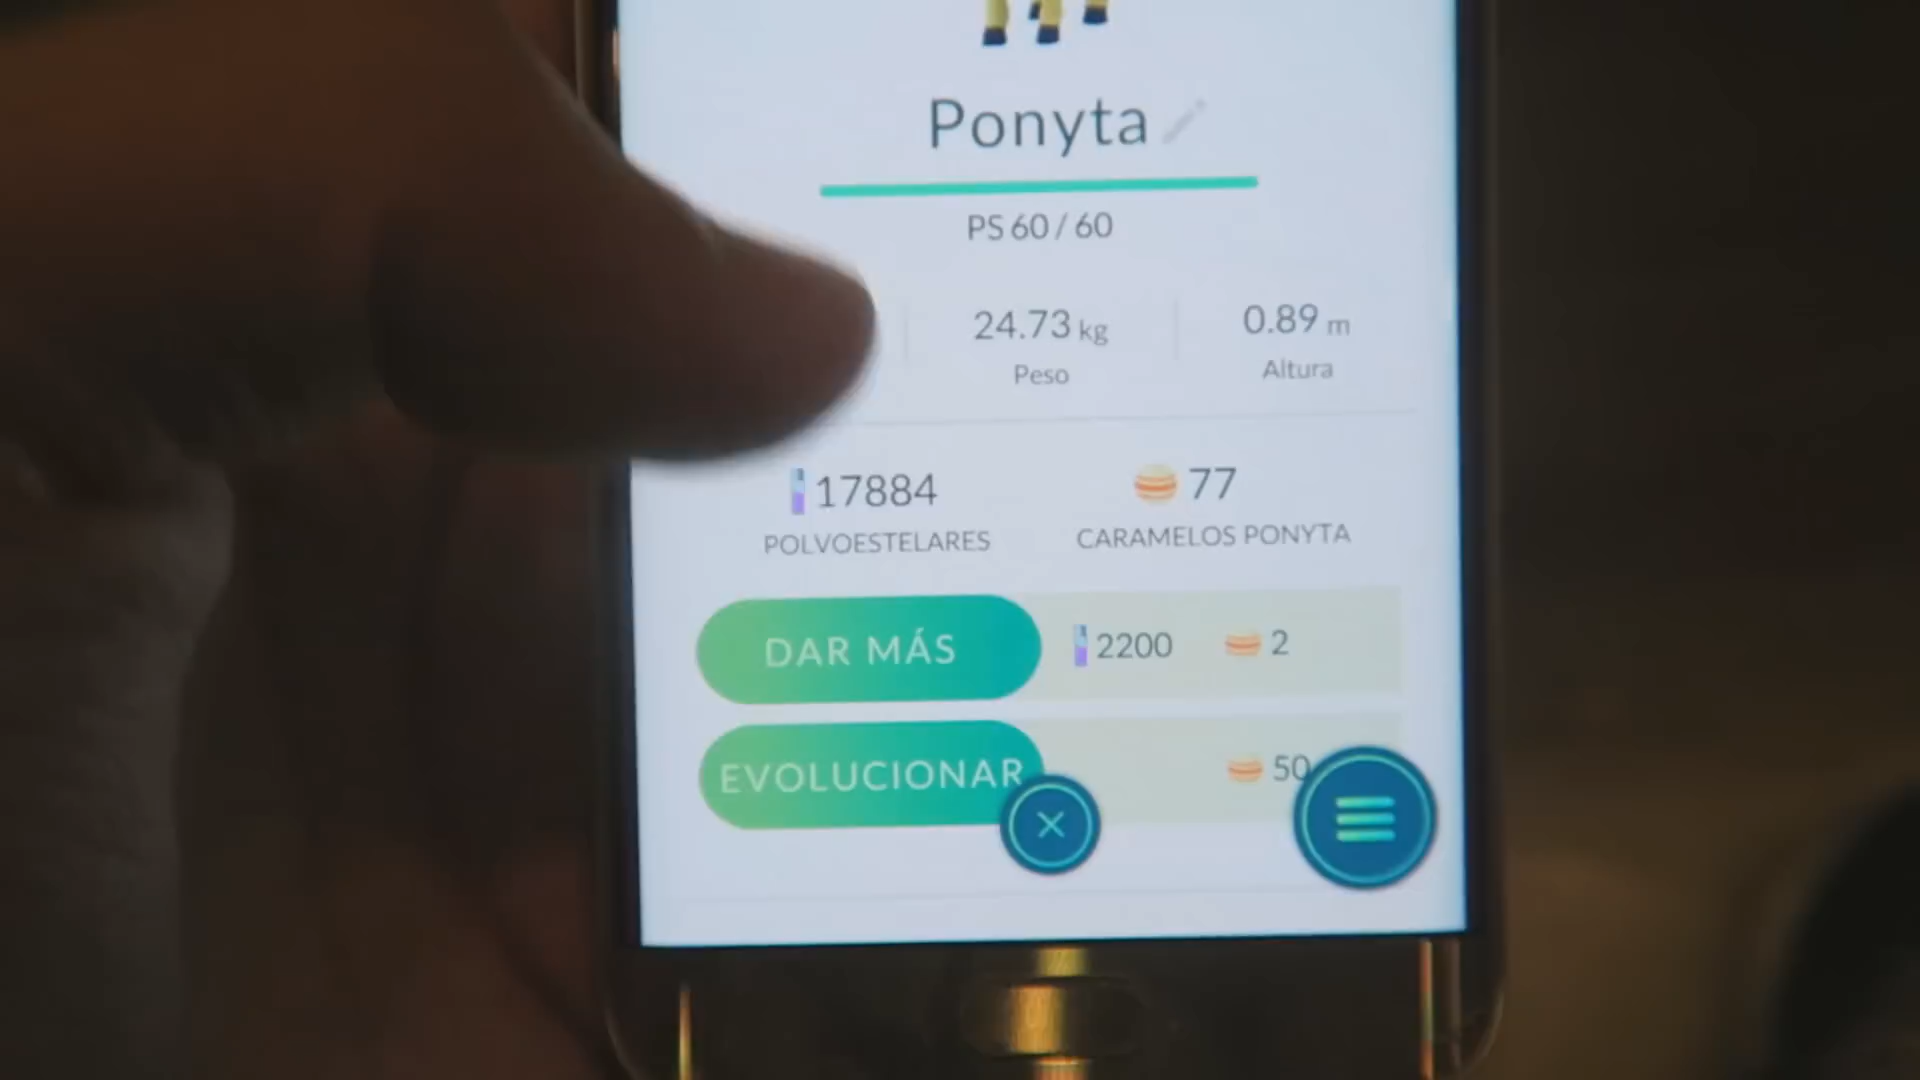 Ponyta
PS 60 / 60
24.73 kg
Peso
0.89 m
Altura
17884
POLVOESTELARES
77
CARAMELOS PONYTA
DAR MÁS
2200
2
EVOLUCIONAR
50